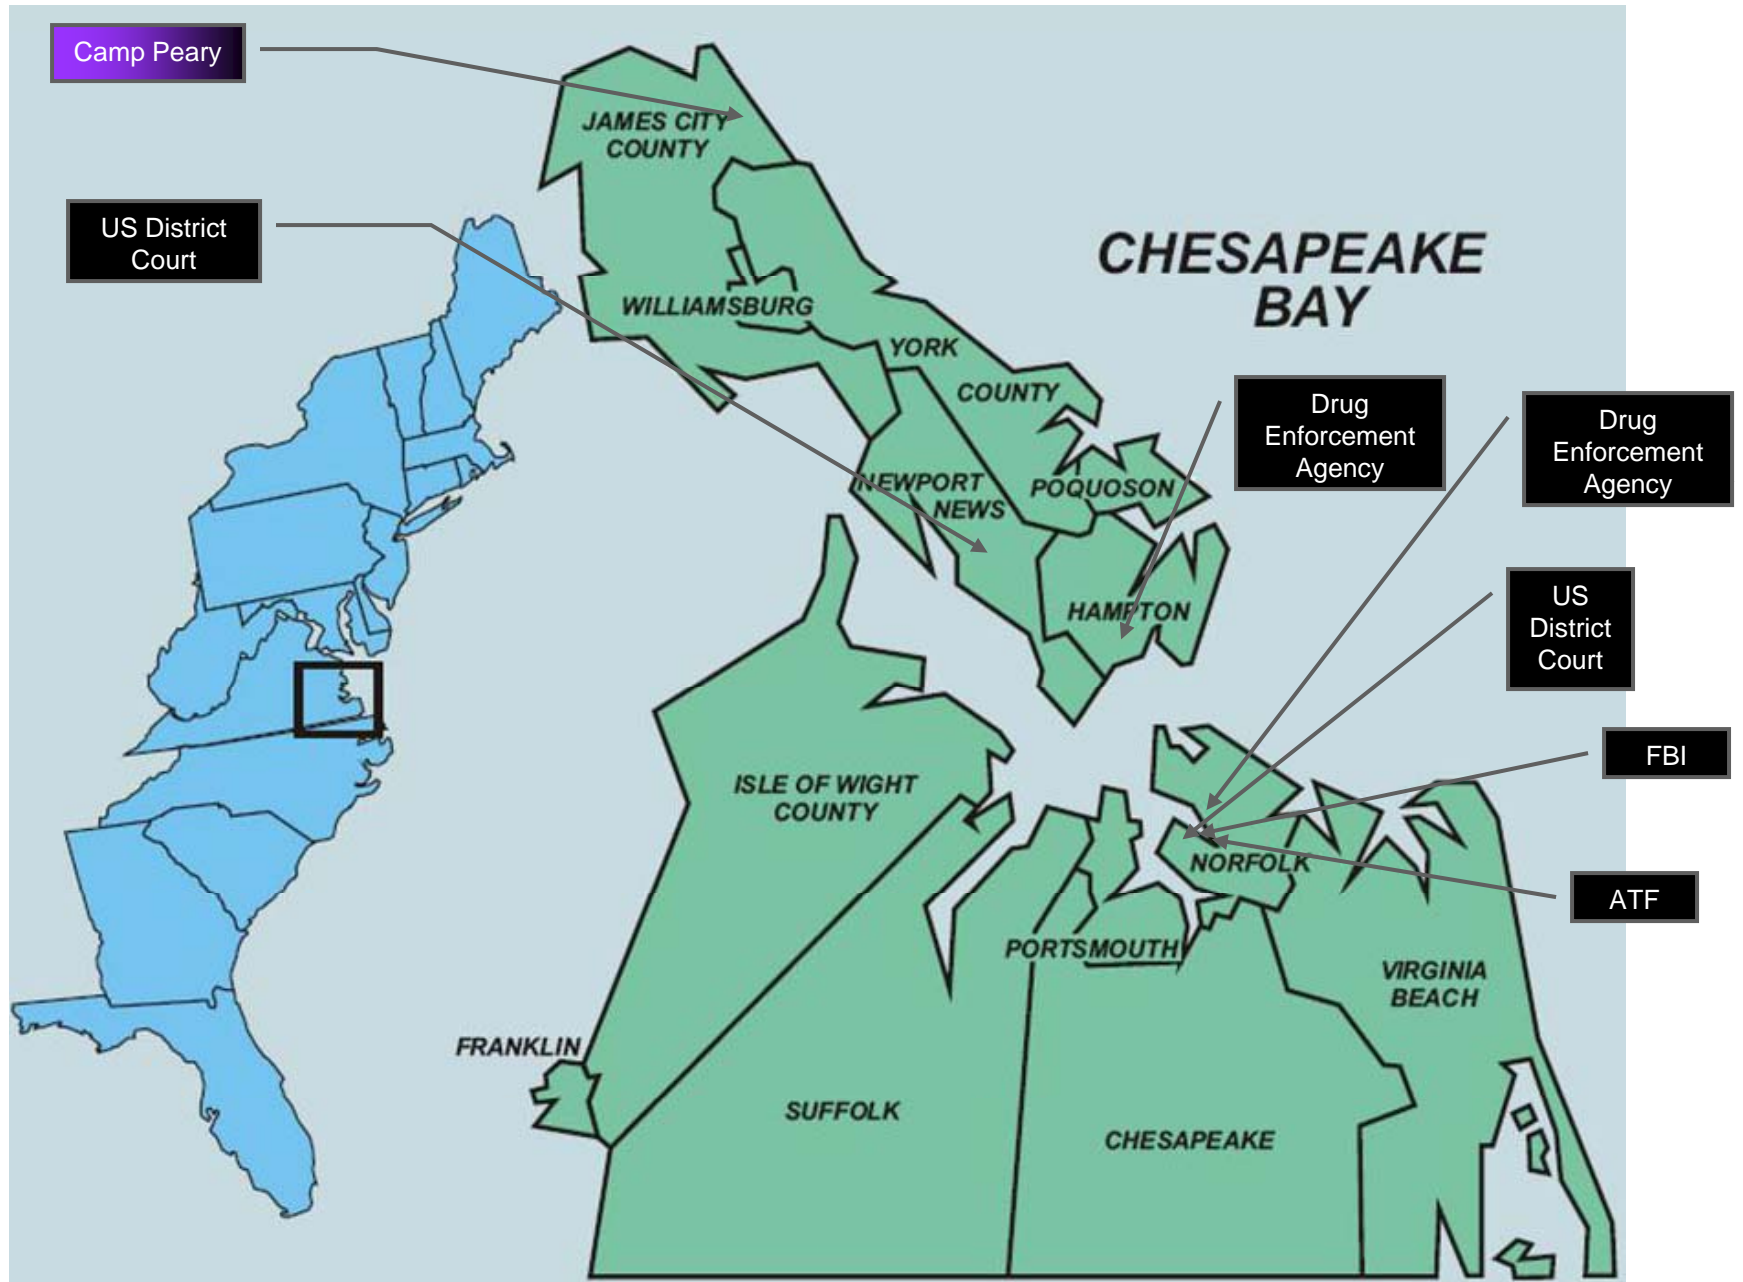 Camp Peary
JAMES CITY
COUNTY
US District
Court
CHESAPEAKE
BAY
WILLIAMSBURG
YORK
COUNTY
Drug
Enforcement
Agency
Drug
Enforcement
Agency
NEWPORT
NEWS
POQUOSON
HAMPTON
US
District
Court
FBI
ISLE OF WIGHT
COUNTY
NORFOLK
ATF
PORTSMOUTH
VIRGINIA
BEACH
FRANKLIN
SUFFOLK
CHESAPEAKE